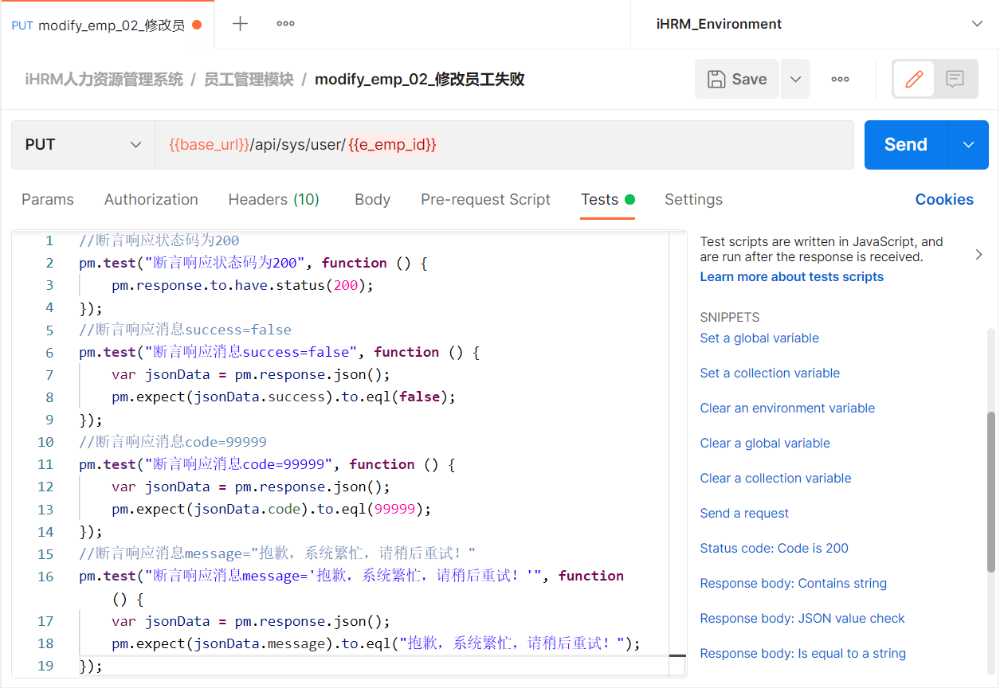 PUT modify_emp_02_修改员
iHRM_Environment
iHRM人力资源管理系统 / 员工管理模块 / modify_emp_02_修改员工失败
Save
PUT
{{base_url}}/api/sys/user/{{e_emp_id}}
Send
Params Authorization Headers (10) Body Pre-request Script Tests Settings Cookies
1 //断言响应状态码为200
2 pm.test("断言响应状态码为200", function () {
3 pm.response.to.have.status(200);
4 });
5 //断言响应消息success=false
6 pm.test("断言响应消息success=false", function () {
7 var jsonData = pm.response.json();
8 pm.expect(jsonData.success).to.eql(false);
9 });
10 //断言响应消息code=99999
11 pm.test("断言响应消息code=99999", function () {
12 var jsonData = pm.response.json();
13 pm.expect(jsonData.code).to.eql(99999);
14 });
15 //断言响应消息message="抱歉，系统繁忙，请稍后重试！"
16 pm.test("断言响应消息message='抱歉，系统繁忙，请稍后重试！'", function
() {
17 var jsonData = pm.response.json();
18 pm.expect(jsonData.message).to.eql("抱歉，系统繁忙，请稍后重试！");
19 });
Test scripts are written in JavaScript, and
are run after the response is received.
Learn more about tests scripts
SNIPPETS
Set a global variable
Set a collection variable
Clear an environment variable
Clear a global variable
Clear a collection variable
Send a request
Status code: Code is 200
Response body: Contains string
Response body: JSON value check
Response body: Is equal to a string